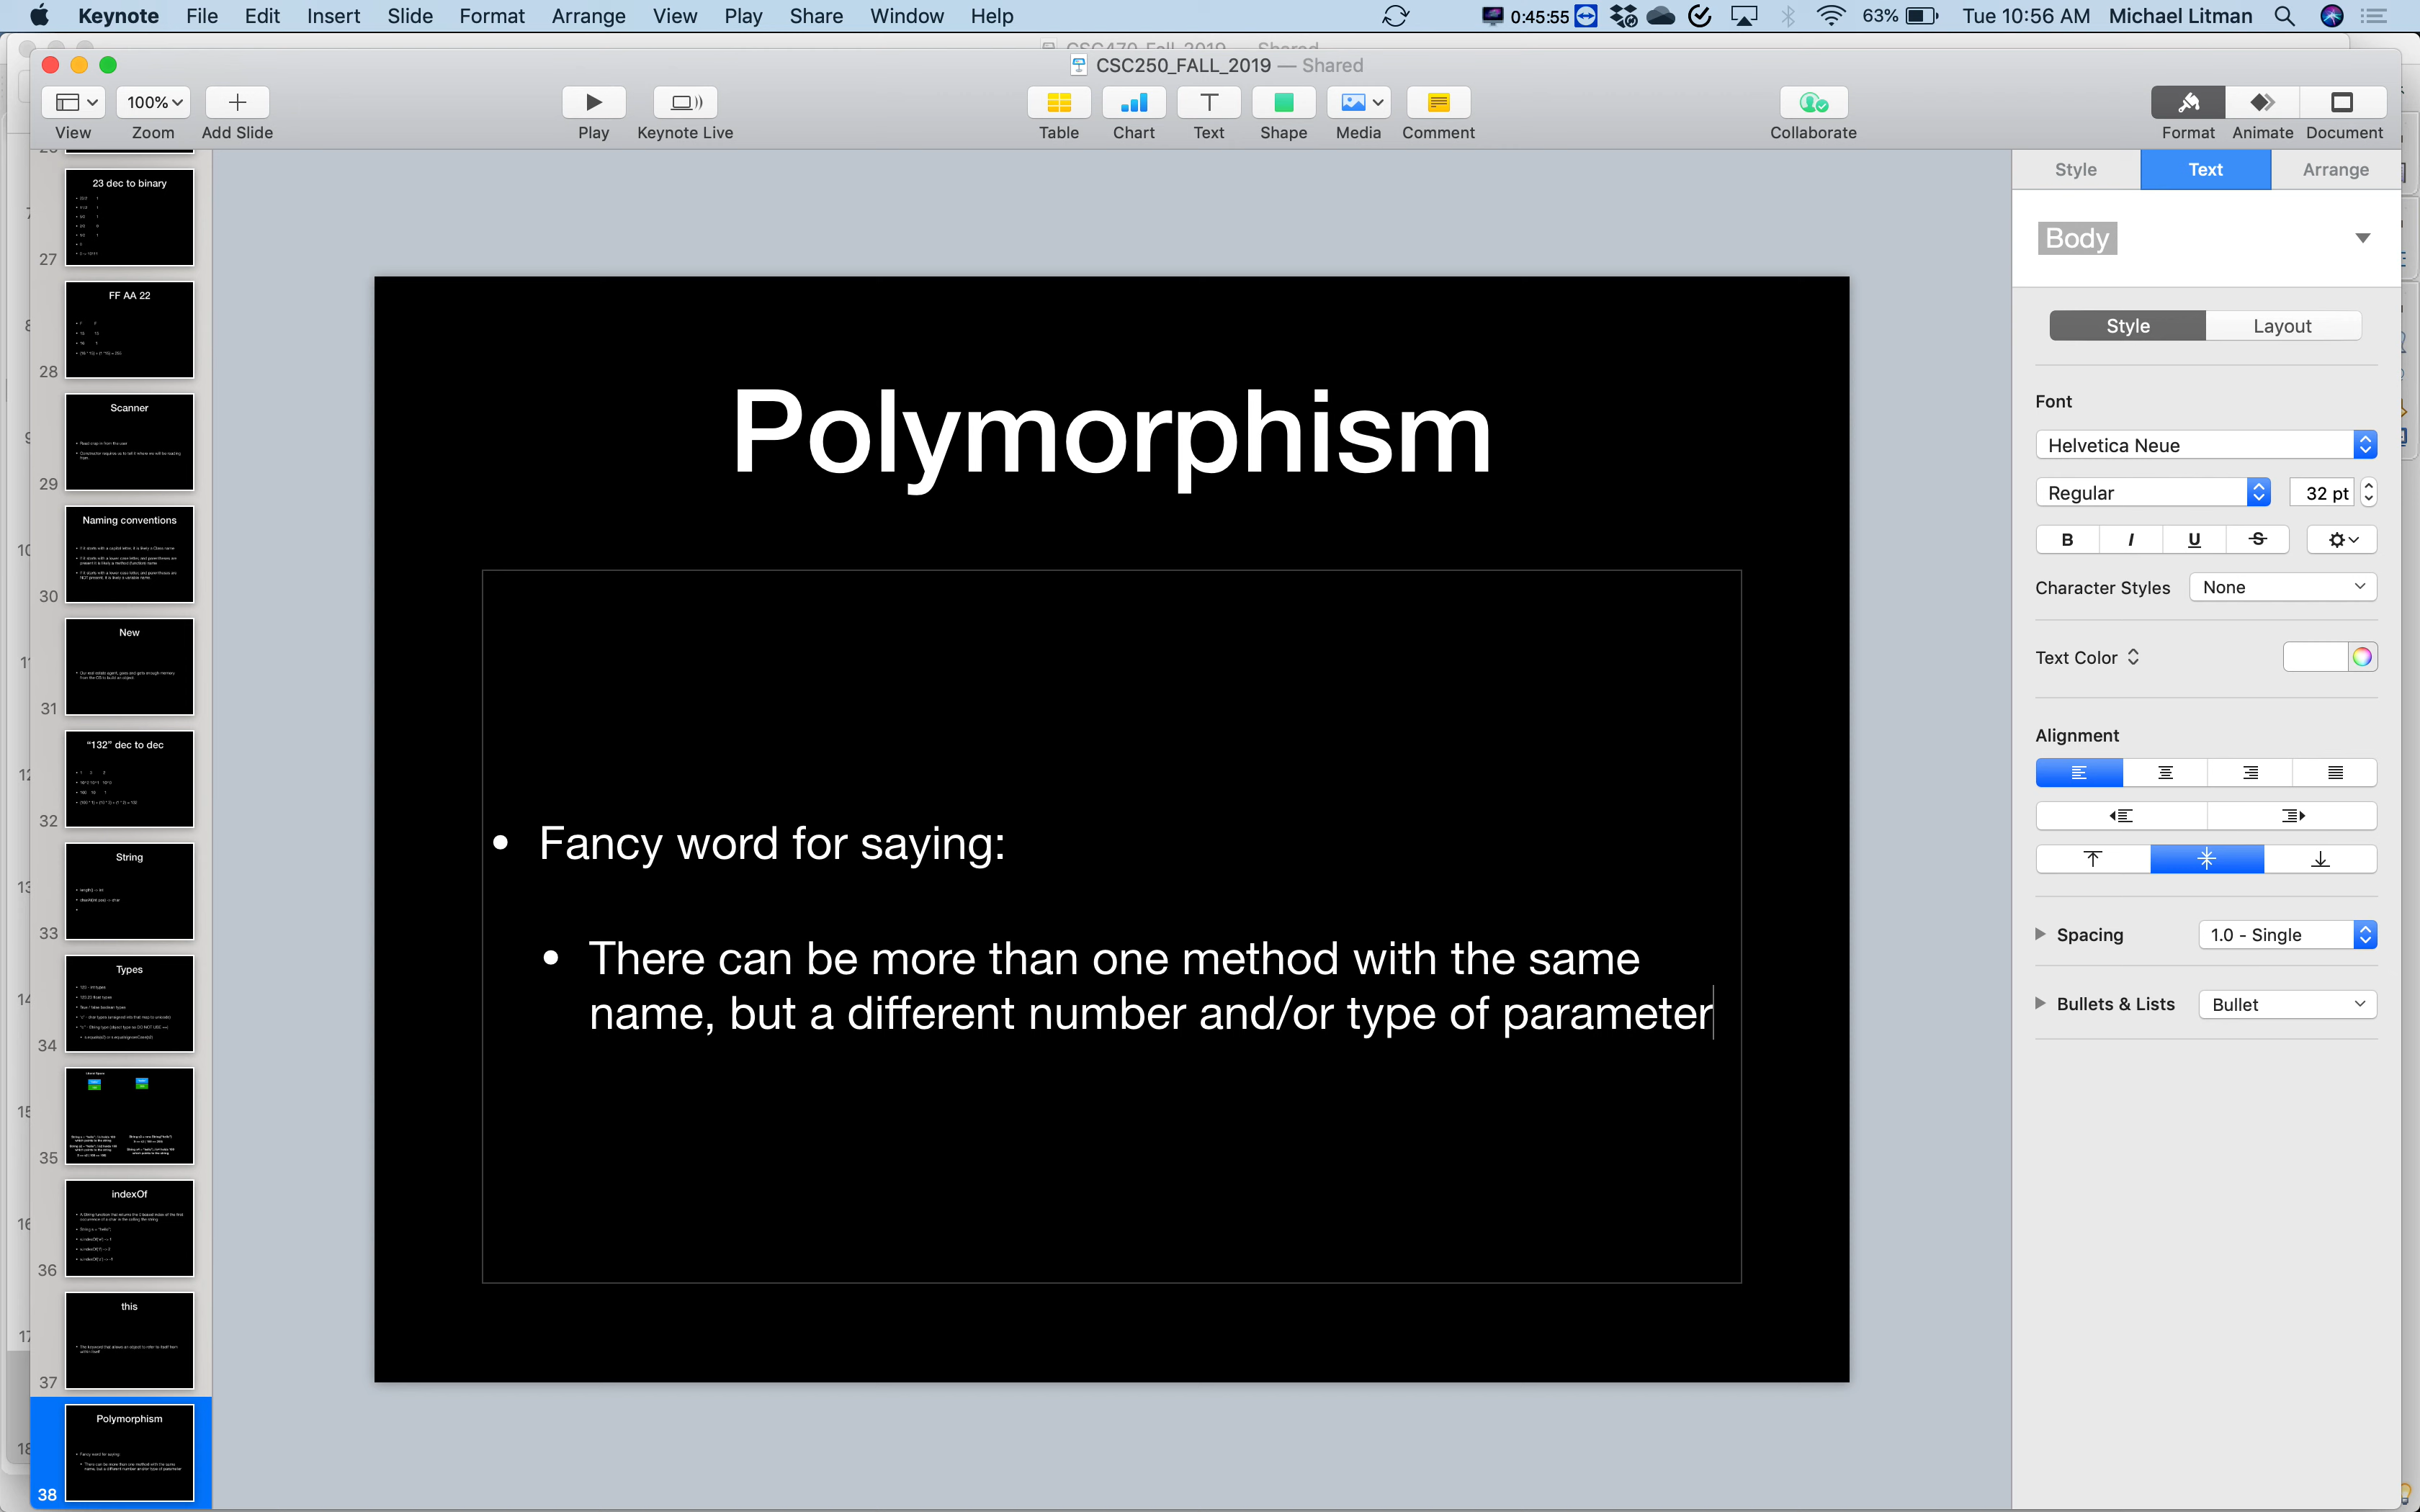 Keynote File Edit Insert Slide Format Arrange View Play Share Window Help
0:45:55 63% Tue 10:56 AM Michael Litman
CSC250_FALL_2019 — Shared
100%
View Zoom Add Slide Play Keynote Live Table Chart Text Shape Media Comment Collaborate Format Animate Document
23 dec to binary
27
FF AA 22
28
Scanner
29
Naming conventions
30
New
31
"132" dec to dec
32
String
33
Types
34
35
indexOf
36
this
37
Polymorphism
38
Polymorphism
• Fancy word for saying:
• There can be more than one method with the same
name, but a different number and/or type of parameter
Style Text Arrange
Body
Style Layout
Font
Helvetica Neue
Regular 32 pt
B I U S
Character Styles None
Text Color
Alignment
Spacing 1.0 - Single
Bullets & Lists Bullet